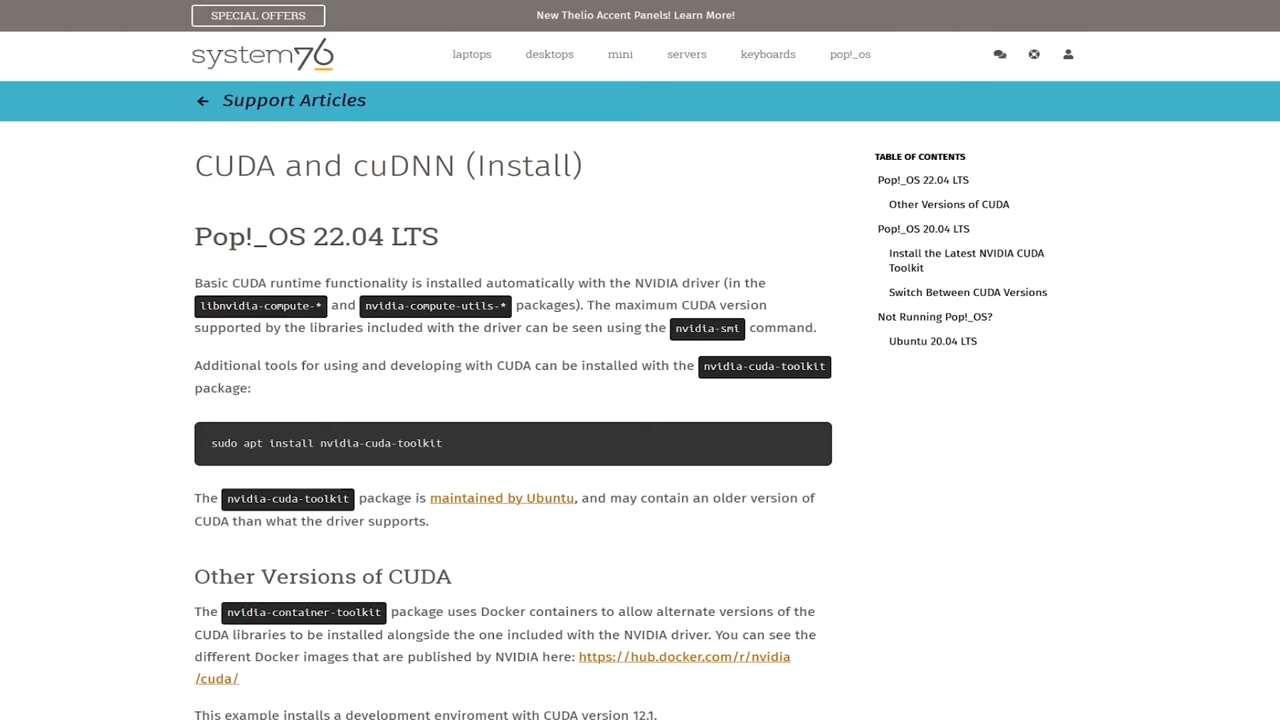 SPECIAL OFFERS
New Thelio Accent Panels! Learn More!
system76
laptops desktops mini servers keyboards pop!_os
← Support Articles
CUDA and cuDNN (Install)
Pop!_OS 22.04 LTS
Basic CUDA runtime functionality is installed automatically with the NVIDIA driver (in the
libnvidia-compute-* and nvidia-compute-utils-* packages). The maximum CUDA version
supported by the libraries included with the driver can be seen using the nvidia-smi command.
Additional tools for using and developing with CUDA can be installed with the nvidia-cuda-toolkit
package:
sudo apt install nvidia-cuda-toolkit
The nvidia-cuda-toolkit package is maintained by Ubuntu, and may contain an older version of
CUDA than what the driver supports.
Other Versions of CUDA
The nvidia-container-toolkit package uses Docker containers to allow alternate versions of the
CUDA libraries to be installed alongside the one included with the NVIDIA driver. You can see the
different Docker images that are published by NVIDIA here: https://hub.docker.com/r/nvidia
/cuda/
This example installs a development enviroment with CUDA version 12.1.
TABLE OF CONTENTS
Pop!_OS 22.04 LTS
Other Versions of CUDA
Pop!_OS 20.04 LTS
Install the Latest NVIDIA CUDA
Toolkit
Switch Between CUDA Versions
Not Running Pop!_OS?
Ubuntu 20.04 LTS